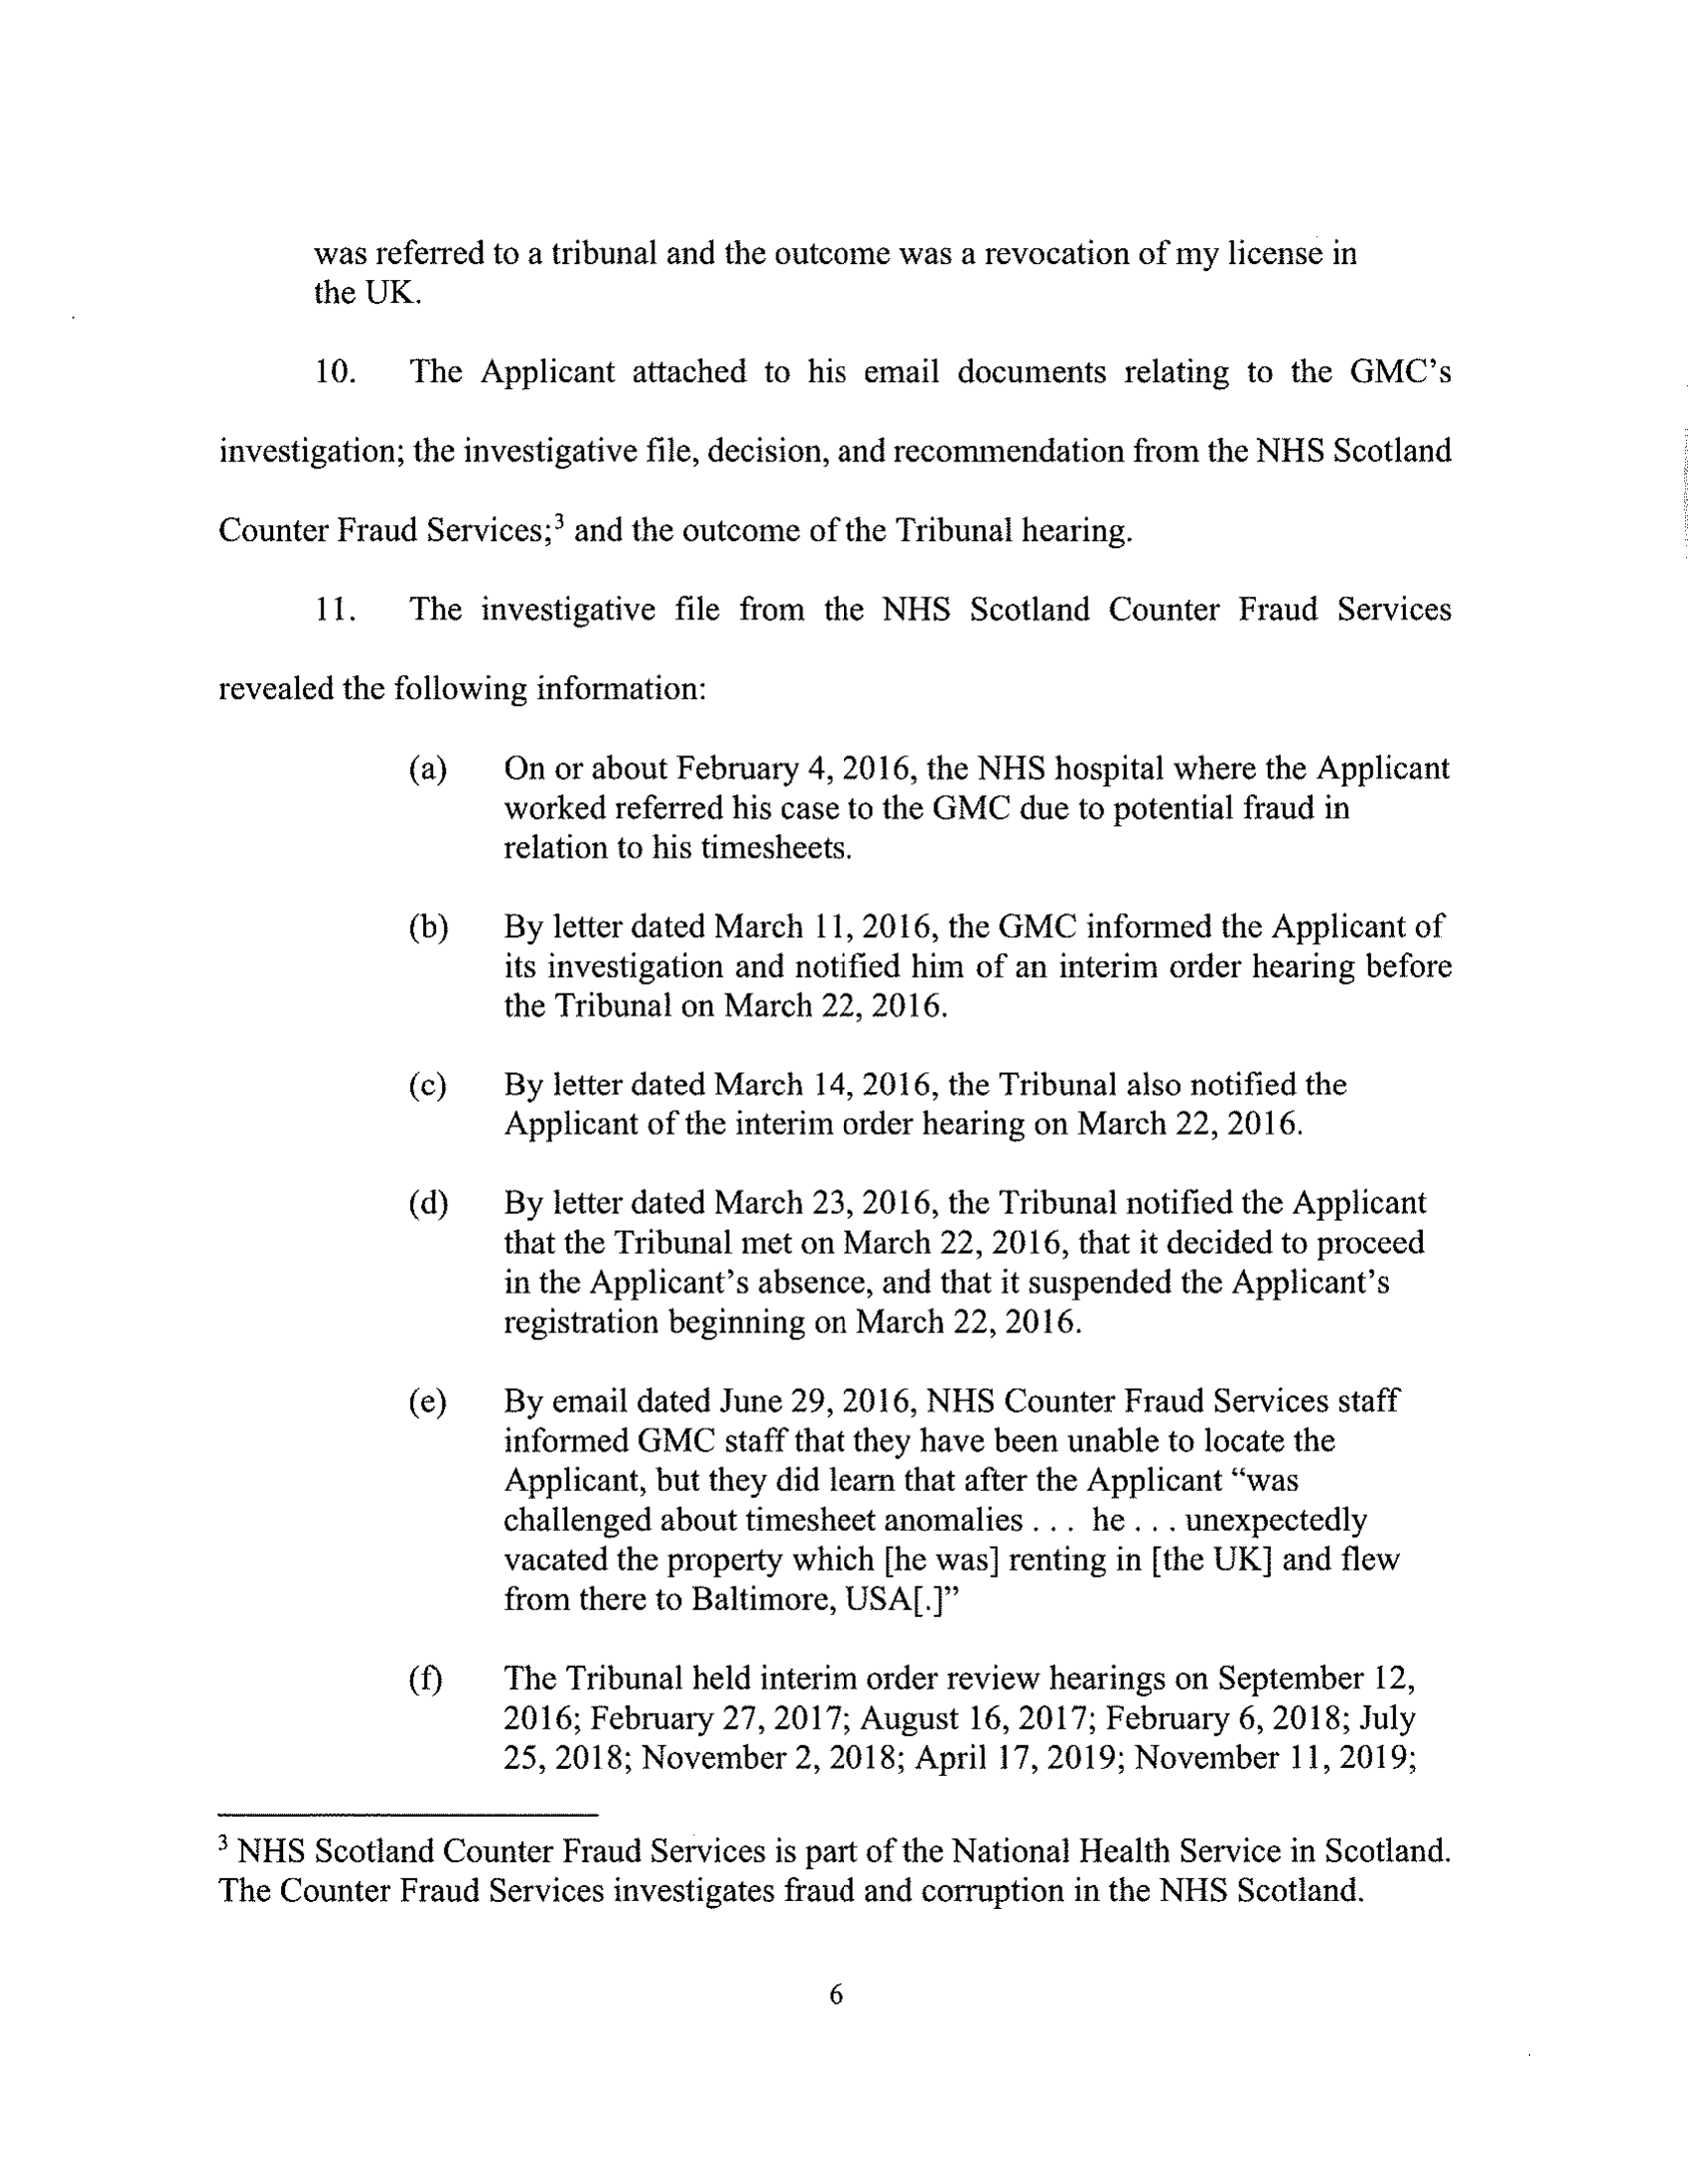 was referred to a tribunal and the outcome was a revocation of my license in
the UK.
10. The Applicant attached to his email documents relating to the GMC's
investigation; the investigative file, decision, and recommendation from the NHS Scotland
Counter Fraud Services;³ and the outcome of the Tribunal hearing.
11. The investigative file from the NHS Scotland Counter Fraud Services
revealed the following information:
(a) On or about February 4, 2016, the NHS hospital where the Applicant
worked referred his case to the GMC due to potential fraud in
relation to his timesheets.
(b) By letter dated March 11, 2016, the GMC informed the Applicant of
its investigation and notified him of an interim order hearing before
the Tribunal on March 22, 2016.
(c) By letter dated March 14, 2016, the Tribunal also notified the
Applicant of the interim order hearing on March 22, 2016.
(d) By letter dated March 23, 2016, the Tribunal notified the Applicant
that the Tribunal met on March 22, 2016, that it decided to proceed
in the Applicant's absence, and that it suspended the Applicant's
registration beginning on March 22, 2016.
(e) By email dated June 29, 2016, NHS Counter Fraud Services staff
informed GMC staff that they have been unable to locate the
Applicant, but they did learn that after the Applicant “was
challenged about timesheet anomalies . . . he . . . unexpectedly
vacated the property which [he was] renting in [the UK] and flew
from there to Baltimore, USA[.]”
(f) The Tribunal held interim order review hearings on September 12,
2016; February 27, 2017; August 16, 2017; February 6, 2018; July
25, 2018; November 2, 2018; April 17, 2019; November 11, 2019;
³ NHS Scotland Counter Fraud Services is part of the National Health Service in Scotland.
The Counter Fraud Services investigates fraud and corruption in the NHS Scotland.
6